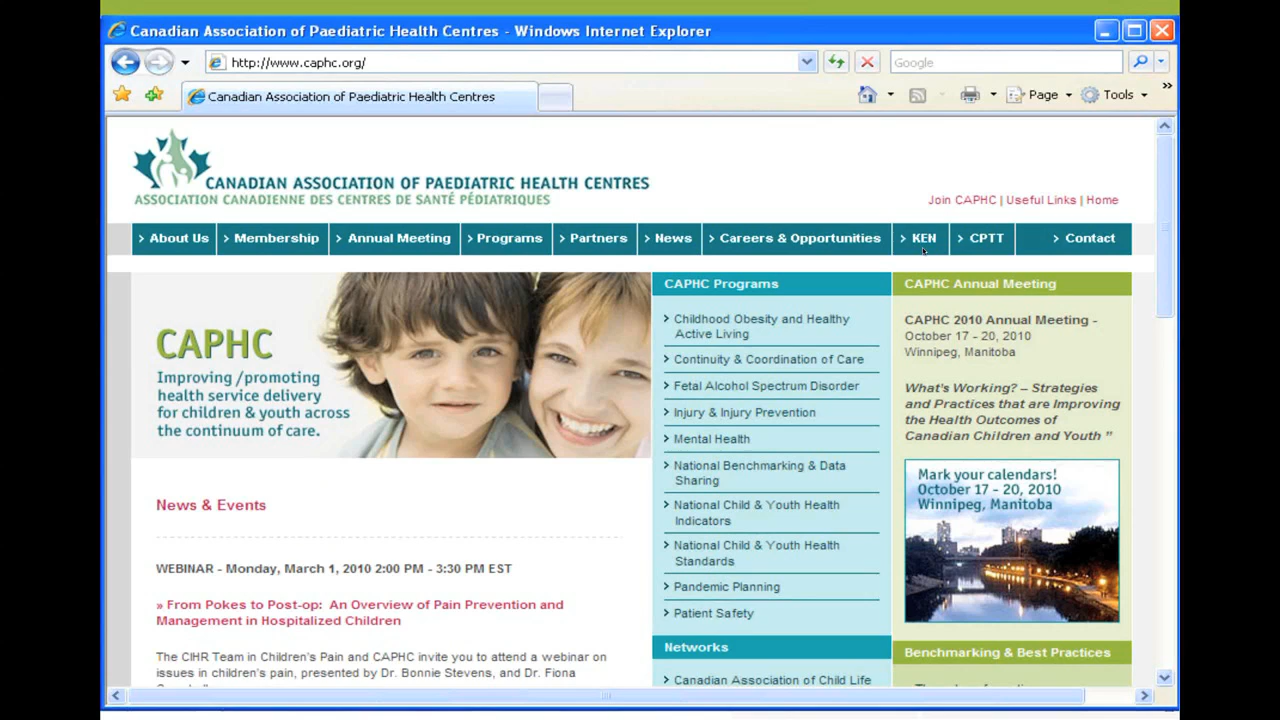 Canadian Association of Paediatric Health Centres - Windows Internet Explorer
http://www.caphc.org/
Google
Canadian Association of Paediatric Health Centres
Page
Tools
CANADIAN ASSOCIATION OF PAEDIATRIC HEALTH CENTRES
ASSOCIATION CANADIENNE DES CENTRES DE SANTÉ PÉDIATRIQUES
Join CAPHC | Useful Links | Home
> About Us > Membership > Annual Meeting > Programs > Partners > News > Careers & Opportunities > KEN > CPTT > Contact
CAPHC
Improving /promoting
health service delivery
for children & youth across
the continuum of care.
News & Events
WEBINAR - Monday, March 1, 2010 2:00 PM - 3:30 PM EST
» From Pokes to Post-op: An Overview of Pain Prevention and
Management in Hospitalized Children
The CIHR Team in Children's Pain and CAPHC invite you to attend a webinar on
issues in children's pain, presented by Dr. Bonnie Stevens, and Dr. Fiona
CAPHC Programs
Childhood Obesity and Healthy
Active Living
Continuity & Coordination of Care
Fetal Alcohol Spectrum Disorder
Injury & Injury Prevention
Mental Health
National Benchmarking & Data
Sharing
National Child & Youth Health
Indicators
National Child & Youth Health
Standards
Pandemic Planning
Patient Safety
Networks
Canadian Association of Child Life
CAPHC Annual Meeting
CAPHC 2010 Annual Meeting -
October 17 - 20, 2010
Winnipeg, Manitoba
What's Working? – Strategies
and Practices that are Improving
the Health Outcomes of
Canadian Children and Youth "
Mark your calendars!
October 17 - 20, 2010
Winnipeg, Manitoba
Benchmarking & Best Practices